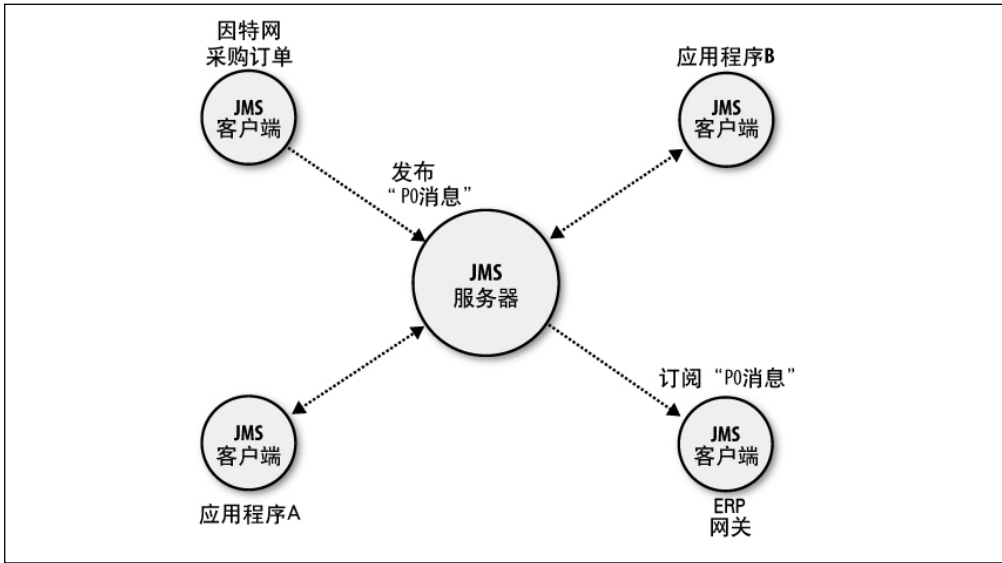 因特网
采购订单
JMS
客户端
应用程序B
JMS
客户端
发布
“PO消息”
JMS
服务器
订阅“PO消息”
JMS
客户端
应用程序A
JMS
客户端
ERP
网关